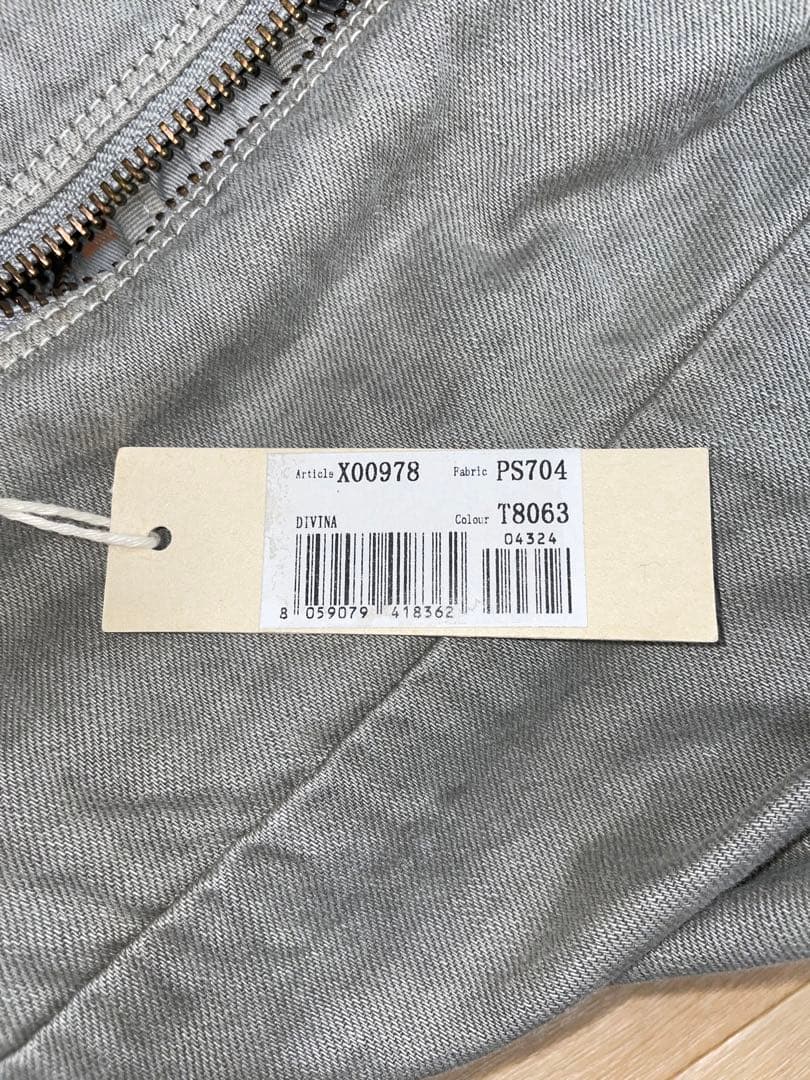 Article X00978 Fabric PS704
DIVINA Colour T8063
04324
8 059079 418362